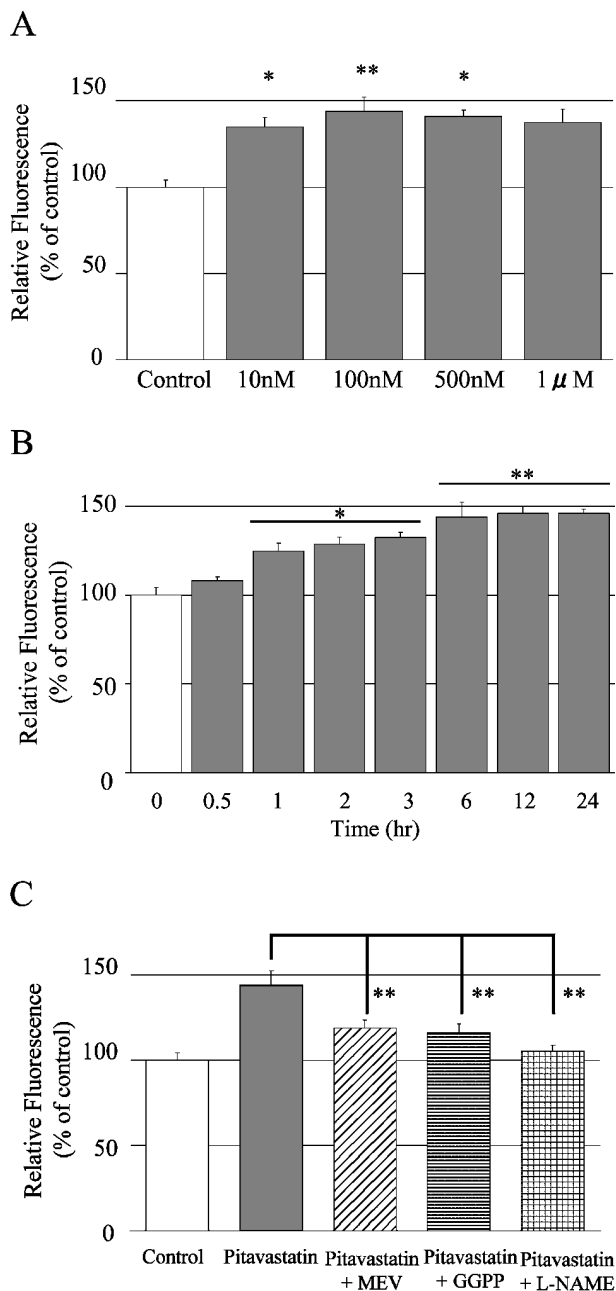 A
Relative Fluorescence
(% of control)
150
100
50
0
* ** *
Control 10nM 100nM 500nM 1 μ M
B
Relative Fluorescence
(% of control)
150
100
50
0
* **
0 0.5 1 2 3 6 12 24
Time (hr)
C
Relative Fluorescence
(% of control)
150
100
50
0
** ** **
Control Pitavastatin Pitavastatin Pitavastatin Pitavastatin
+ MEV + GGPP + L-NAME